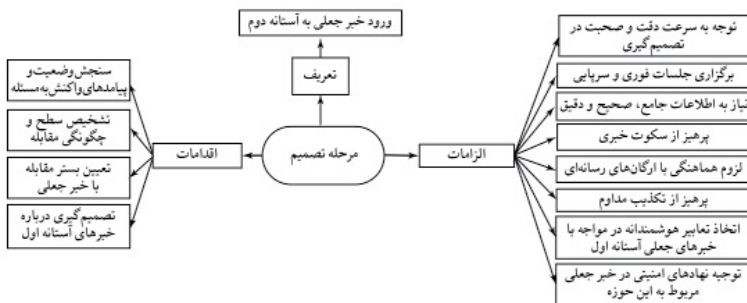 ورود خبر جعلی به آستانه دوم
تعریف
مرحله تصمیم
الزامات
توجه به سرعت دقت و صحبت در
تصمیم‌گیری
برگزاری جلسات فوری و سرپایی
نیاز به اطلاعات جامع، صحیح و دقیق
پرهیز از سکوت خبری
لزوم هماهنگی با ارگان‌های رسانه‌ای
پرهیز از تکذیب مداوم
اتخاذ تعابیر هوشمندانه در مواجه با
خبرهای جعلی آستانه اول
توجیه نهادهای امنیتی در خبر جعلی
مربوط به این حوزه
اقدامات
سنجش وضعیت و
پیامدهای واکنش به مسئله
تشخیص سطح و
چگونگی مقابله
تعیین بستر مقابله
با خبر جعلی
تصمیم‌گیری درباره
خبرهای آستانه اول